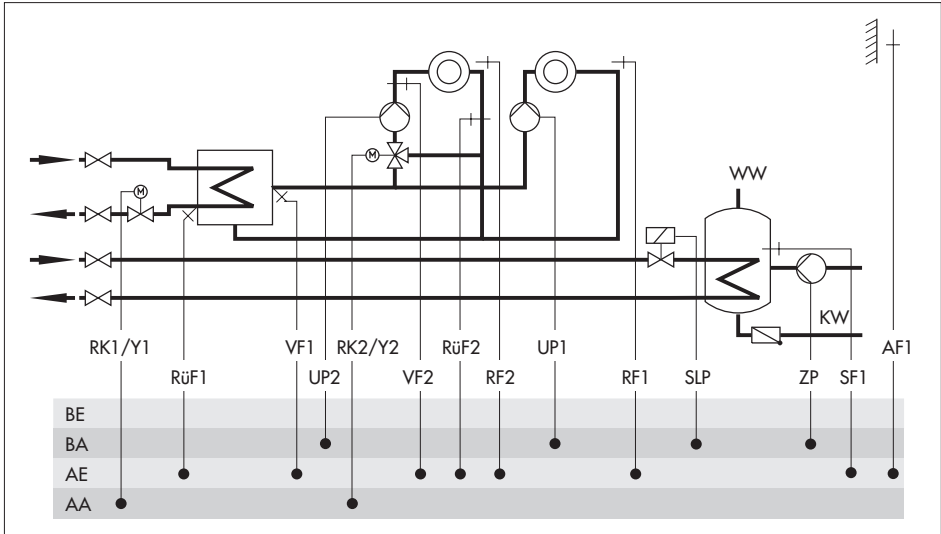 M
M
WW
KW
RK1/Y1 VF1 RK2/Y2 RüF2 UP1 AF1
RüF1 UP2 VF2 RF2 RF1 SLP ZP SF1
BE
BA
AE
AA